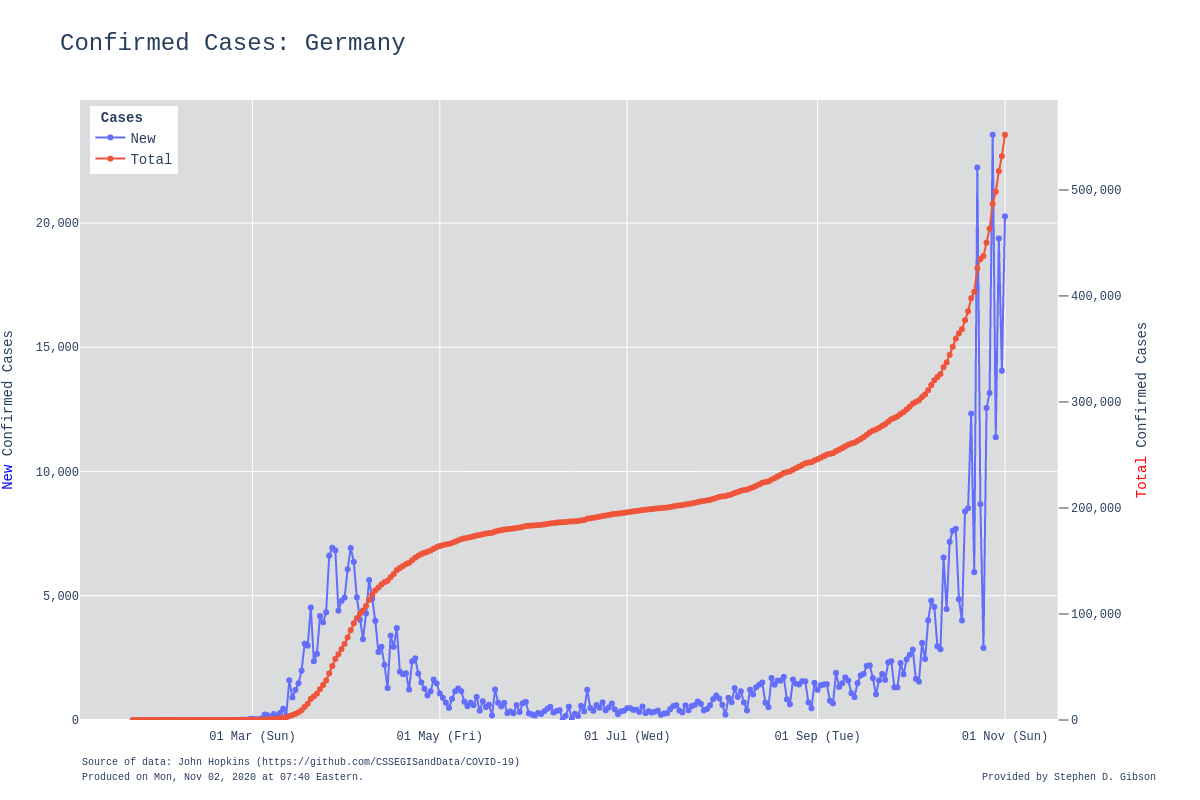 Confirmed Cases: Germany
Cases
New
Total
20,000
15,000
10,000
5,000
0
500,000
400,000
300,000
200,000
100,000
0
New Confirmed Cases
Total Confirmed Cases
01 Mar (Sun)
01 May (Fri)
01 Jul (Wed)
01 Sep (Tue)
01 Nov (Sun)
Source of data: John Hopkins (https://github.com/CSSEGISandData/COVID-19)
Produced on Mon, Nov 02, 2020 at 07:40 Eastern.
Provided by Stephen D. Gibson